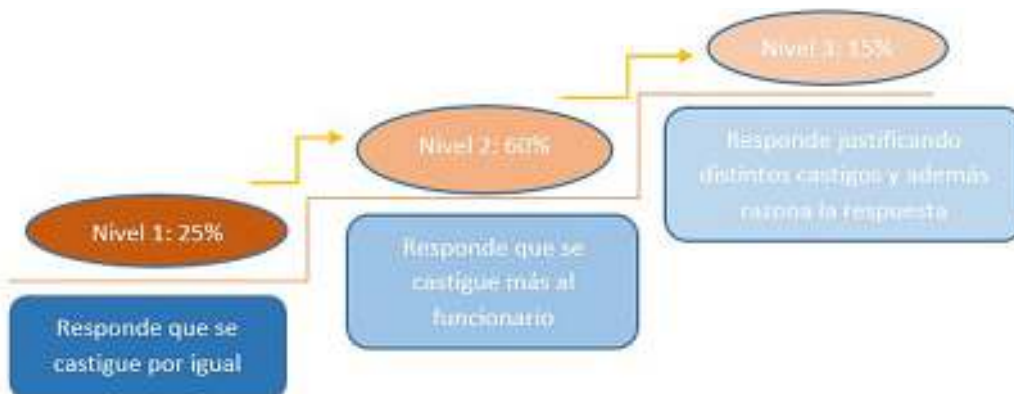 Nivel 3: 15%
Nivel 2: 60%
Responde justificando
distintos castigos y además
razona la respuesta
Nivel 1: 25%
Responde que se
castigue más al
funcionario
Responde que se
castigue por igual